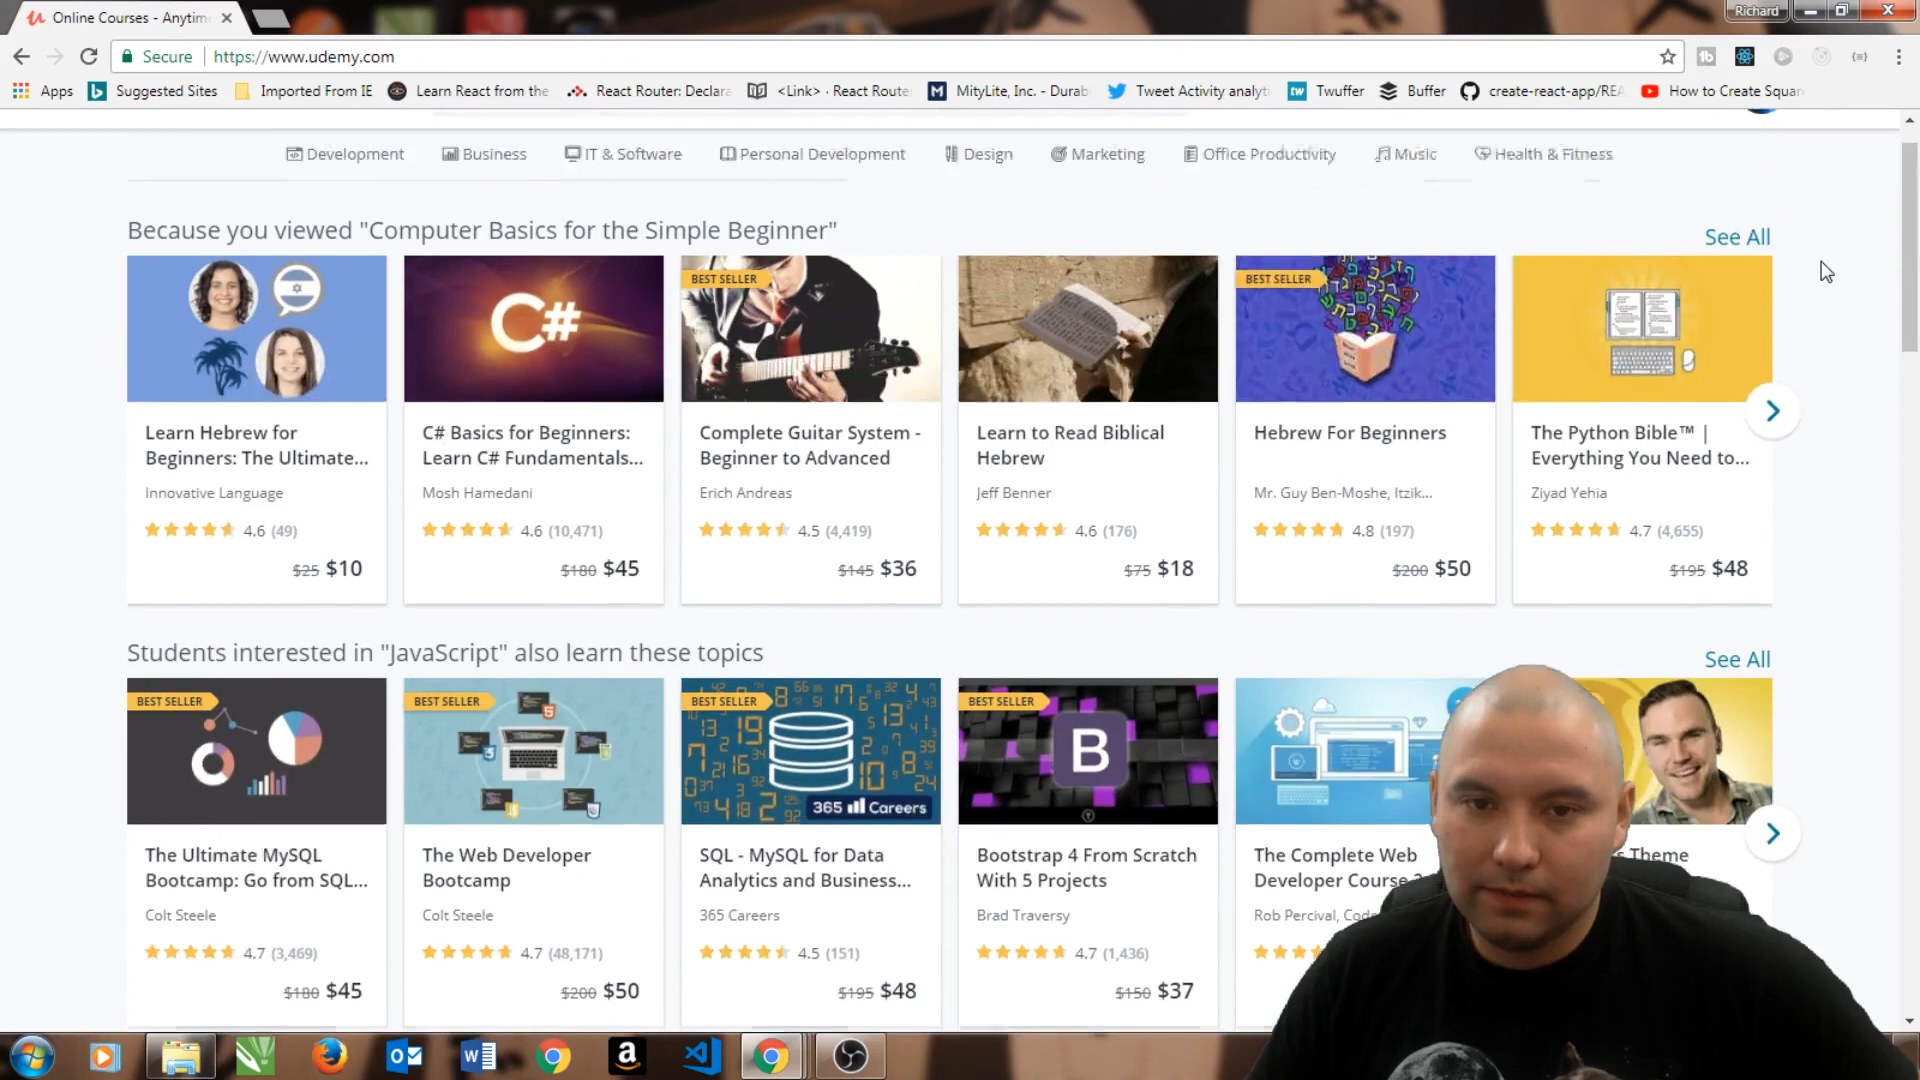 Online Courses - Anytim
Richard
Secure
https://www.udemy.com
Apps
Suggested Sites
Imported From IE
Learn React from the
React Router: Declara
<Link> · React Route
MityLite, Inc. - Durab
Tweet Activity analyti
Twuffer
Buffer
create-react-app/REA
How to Create Squar
Development
Business
IT & Software
Personal Development
Design
Marketing
Office Productivity
Music
Health & Fitness
Because you viewed "Computer Basics for the Simple Beginner"
See All
C#
BEST SELLER
BEST SELLER
Learn Hebrew for
Beginners: The Ultimate...
Innovative Language
4.6 (49)
$25 $10
C# Basics for Beginners:
Learn C# Fundamentals...
Mosh Hamedani
4.6 (10,471)
$180 $45
Complete Guitar System -
Beginner to Advanced
Erich Andreas
4.5 (4,419)
$145 $36
Learn to Read Biblical
Hebrew
Jeff Benner
4.6 (176)
$75 $18
Hebrew For Beginners
Mr. Guy Ben-Moshe, Itzik...
4.8 (197)
$200 $50
The Python Bible™ |
Everything You Need to...
Ziyad Yehia
4.7 (4,655)
$195 $48
Students interested in "JavaScript" also learn these topics
See All
BEST SELLER
BEST SELLER
BEST SELLER
365 Careers
BEST SELLER
B
The Ultimate MySQL
Bootcamp: Go from SQL...
Colt Steele
4.7 (3,469)
$180 $45
The Web Developer
Bootcamp
Colt Steele
4.7 (48,171)
$200 $50
SQL - MySQL for Data
Analytics and Business...
365 Careers
4.5 (151)
$195 $48
Bootstrap 4 From Scratch
With 5 Projects
Brad Traversy
4.7 (1,436)
$150 $37
The Complete Web
Developer Course
Rob Percival, Cod
Theme